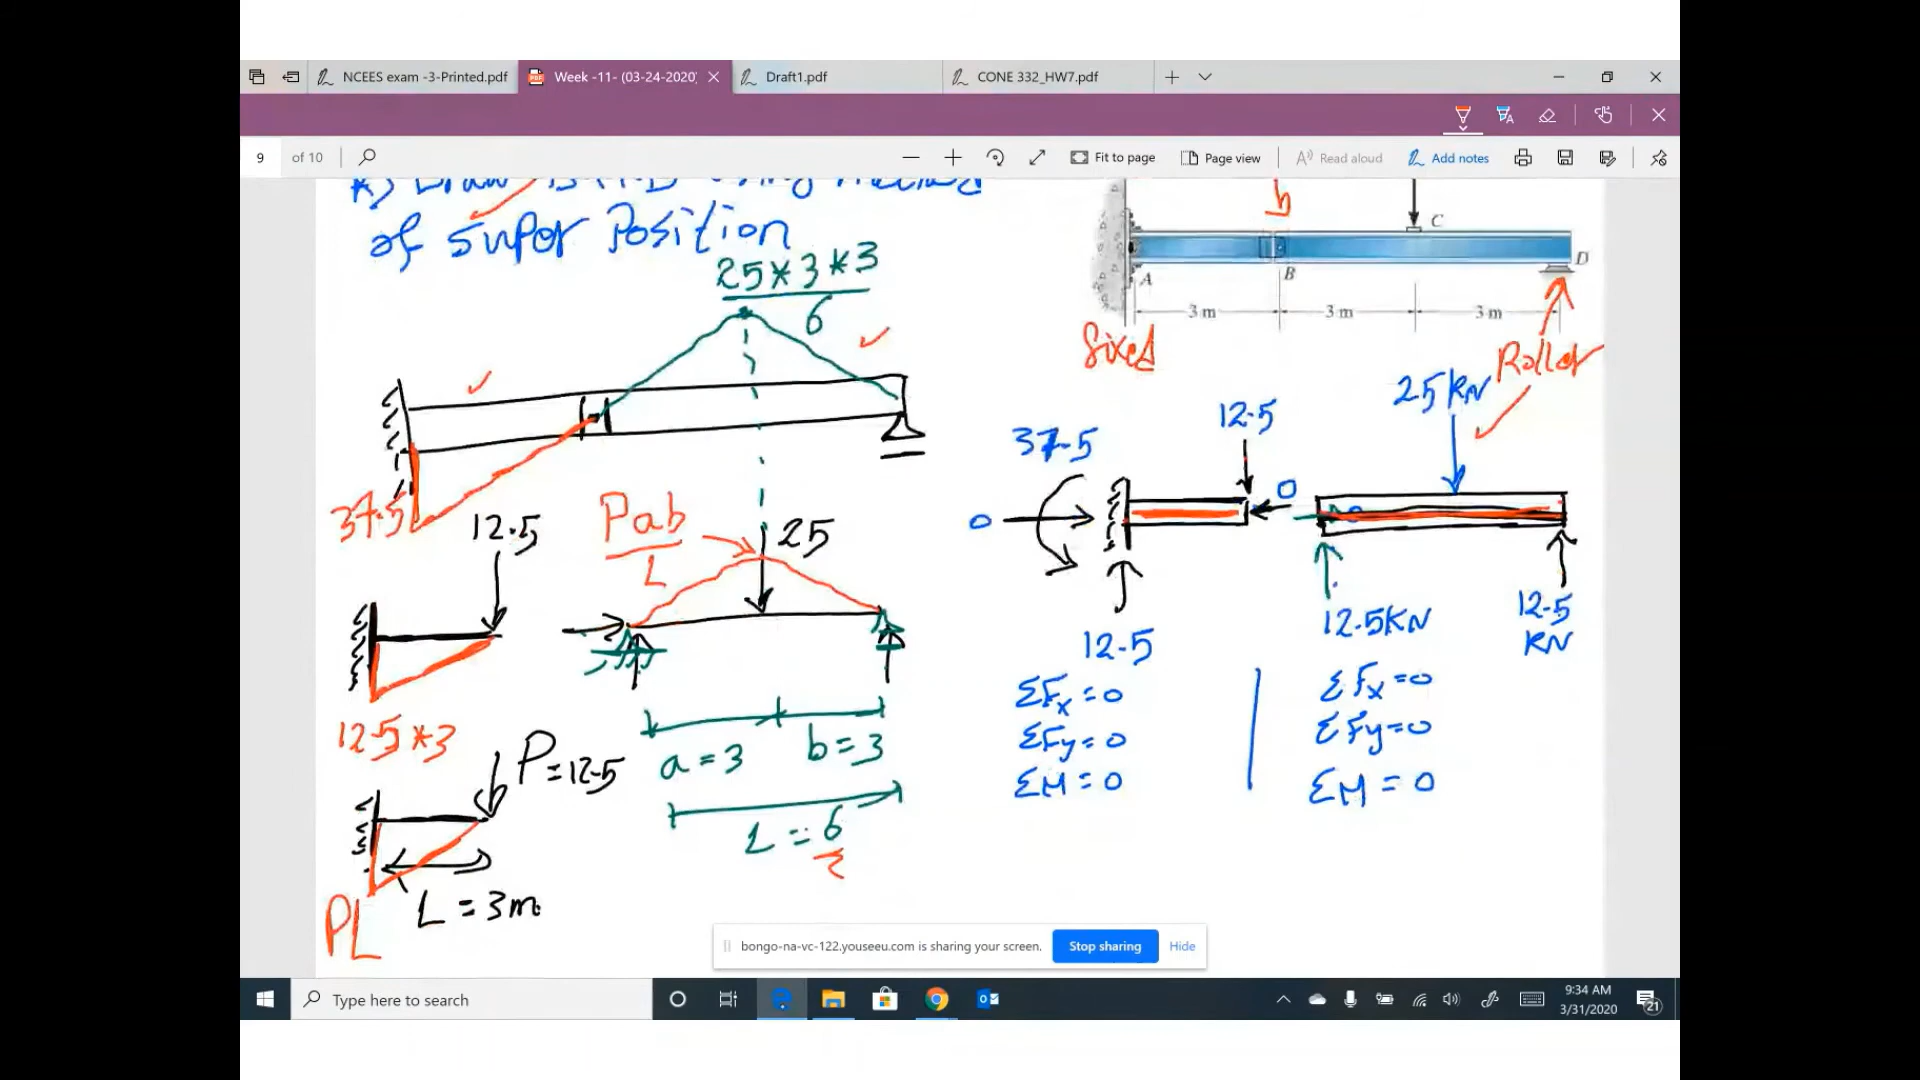 NCEES exam -3-Printed.pdf
Week -11- (03-24-2020)
Draft1.pdf
CONE 332_HW7.pdf
9 of 10
Fit to page
Page view
Read aloud
Add notes
of Super Position
25*3*3
6
b
C
A
B
D
3 m
3 m
3 m
Fixed
Roller
37.5
12.5
Pab
L
25
12.5*3
a = 3
b = 3
L = 6
P = 12.5
L = 3m
PL
25 KN
12.5
37.5
0
0
0
12.5
12.5KN
12.5
KN
ΣFx = 0
ΣFy = 0
ΣM = 0
ΣFx = 0
ΣFy = 0
ΣM = 0
bongo-na-vc-122.youseeu.com is sharing your screen.
Stop sharing
Hide
Type here to search
9:34 AM
3/31/2020
21